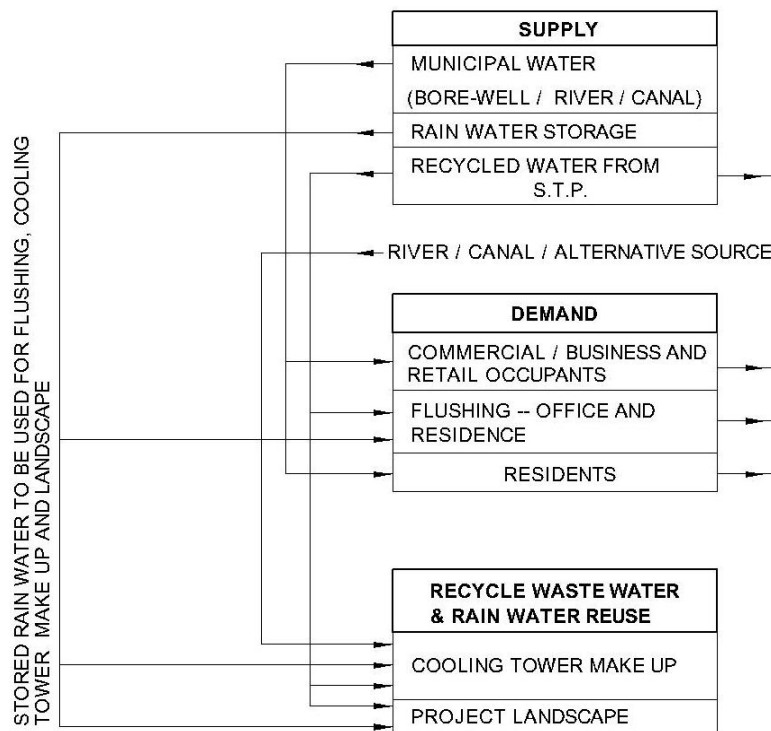 SUPPLY
MUNICIPAL WATER
(BORE-WELL / RIVER / CANAL)
RAIN WATER STORAGE
RECYCLED WATER FROM
S.T.P.
RIVER / CANAL / ALTERNATIVE SOURCE
DEMAND
COMMERCIAL / BUSINESS AND
RETAIL OCCUPANTS
FLUSHING -- OFFICE AND
RESIDENCE
RESIDENTS
RECYCLE WASTE WATER
& RAIN WATER REUSE
COOLING TOWER MAKE UP
PROJECT LANDSCAPE
STORED RAIN WATER TO BE USED FOR FLUSHING, COOLING
TOWER MAKE UP AND LANDSCAPE